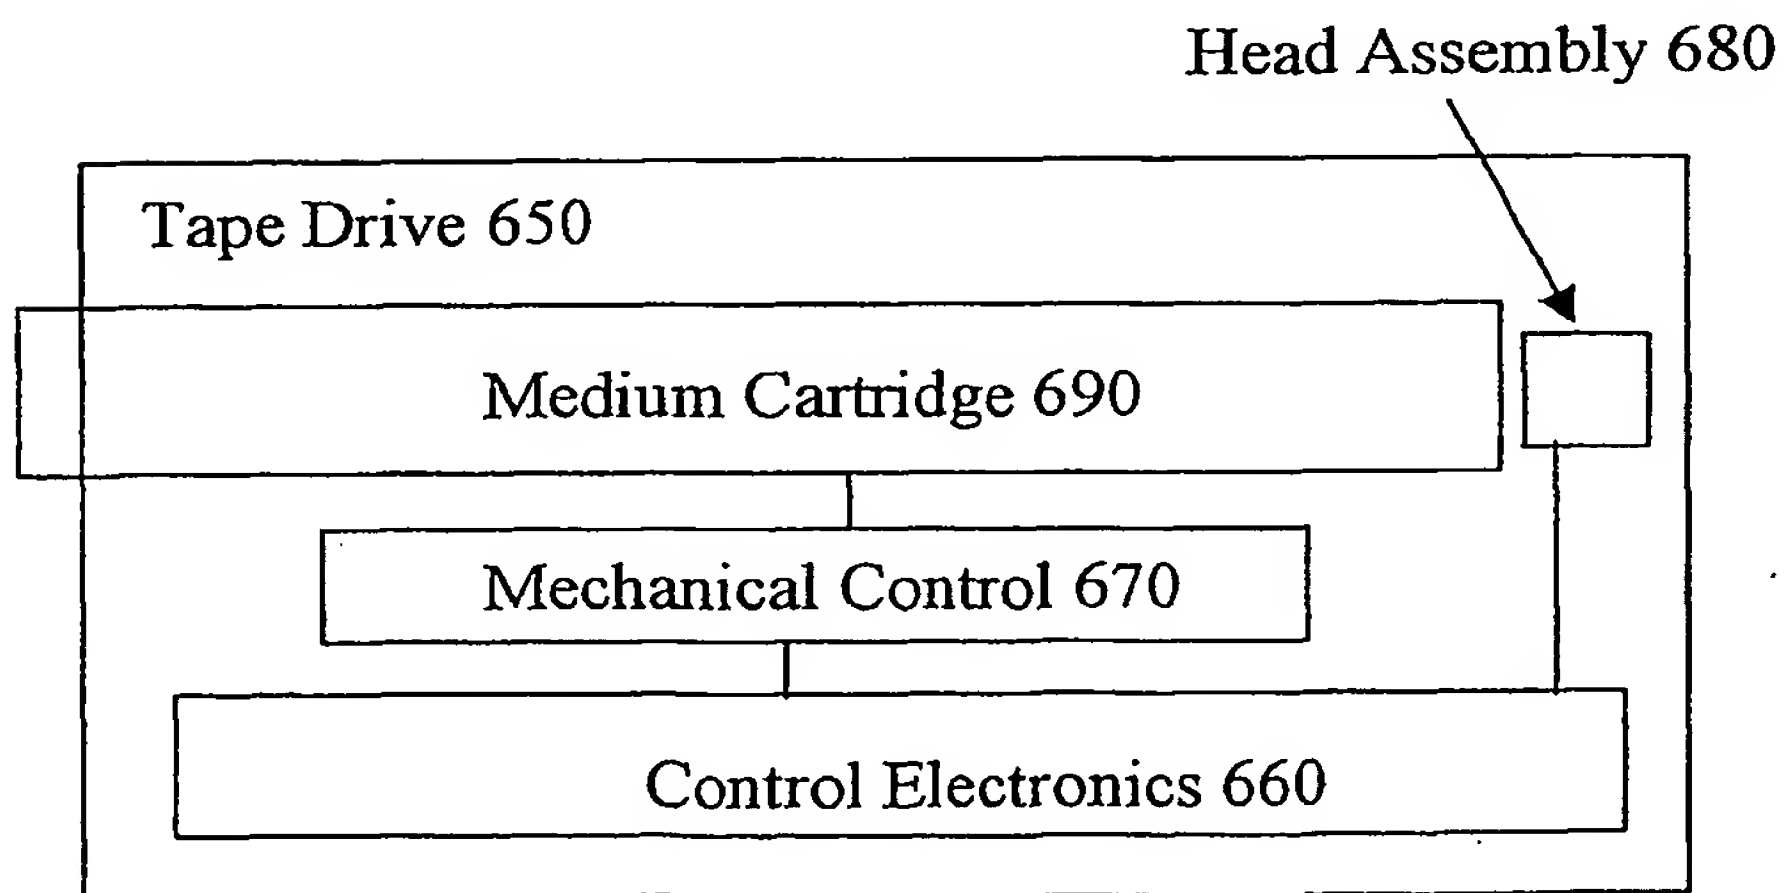 Head Assembly 680
Tape Drive 650
Medium Cartridge 690
Mechanical Control 670
Control Electronics 660